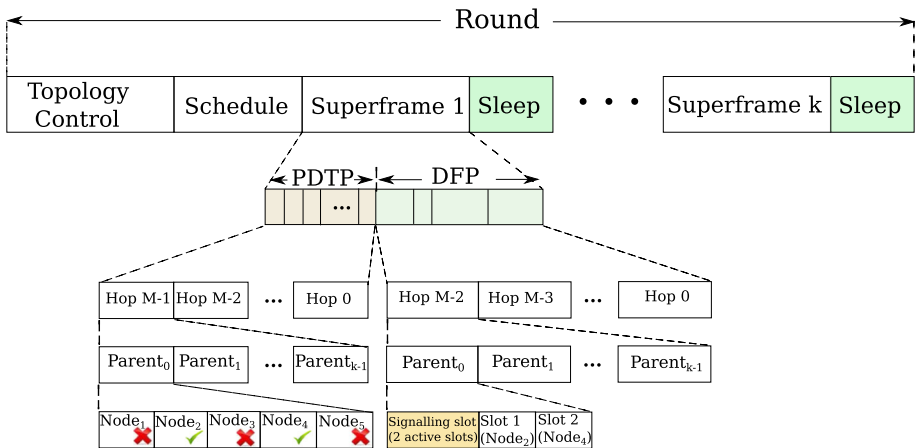 Round
Topology
Control
Schedule
Superframe 1
Sleep
• • •
Superframe k
Sleep
PDTP
DFP
...
Hop M-1
Hop M-2
...
Hop 0
Hop M-2
Hop M-3
...
Hop 0
Parent₀
Parent₁
...
Parentₖ₋₁
Parent₀
Parent₁
...
Parentₖ₋₁
Node₁
Node₂
Node₃
Node₄
Node₅
Signalling slot
(2 active slots)
Slot 1
(Node₂)
Slot 2
(Node₄)